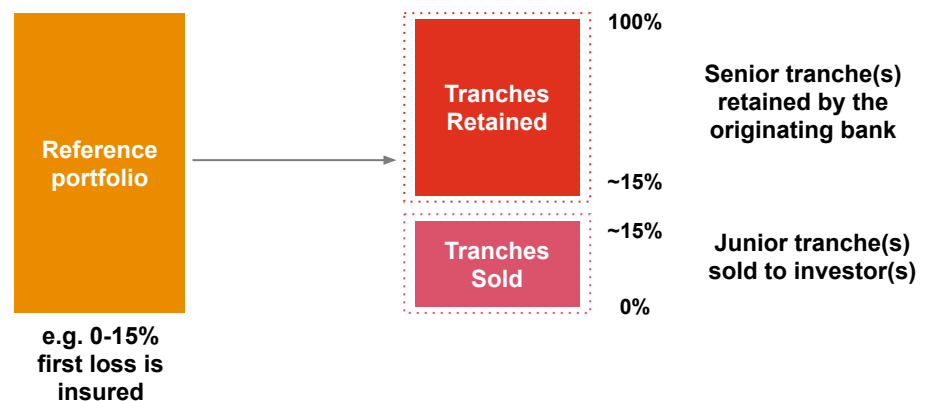 Reference
portfolio
e.g. 0-15%
first loss is
insured
Tranches
Retained
100%
~15%
Senior tranche(s)
retained by the
originating bank
Tranches
Sold
~15%
0%
Junior tranche(s)
sold to investor(s)